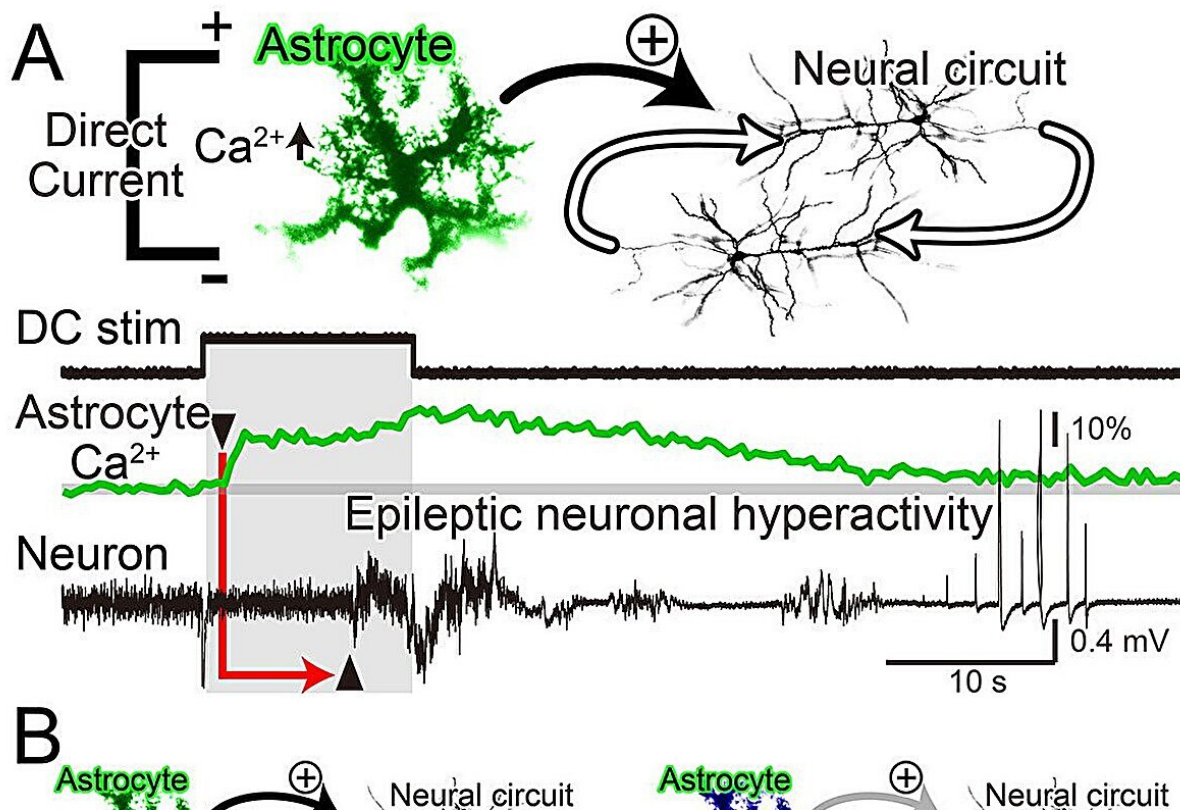 A
+
Astrocyte
+
Neural circuit
Direct
Current
Ca²⁺
-
DC stim
Astrocyte
Ca²⁺
10%
Epileptic neuronal hyperactivity
Neuron
0.4 mV
10 s
B
Astrocyte
+
Neural circuit
Astrocyte
+
Neural circuit